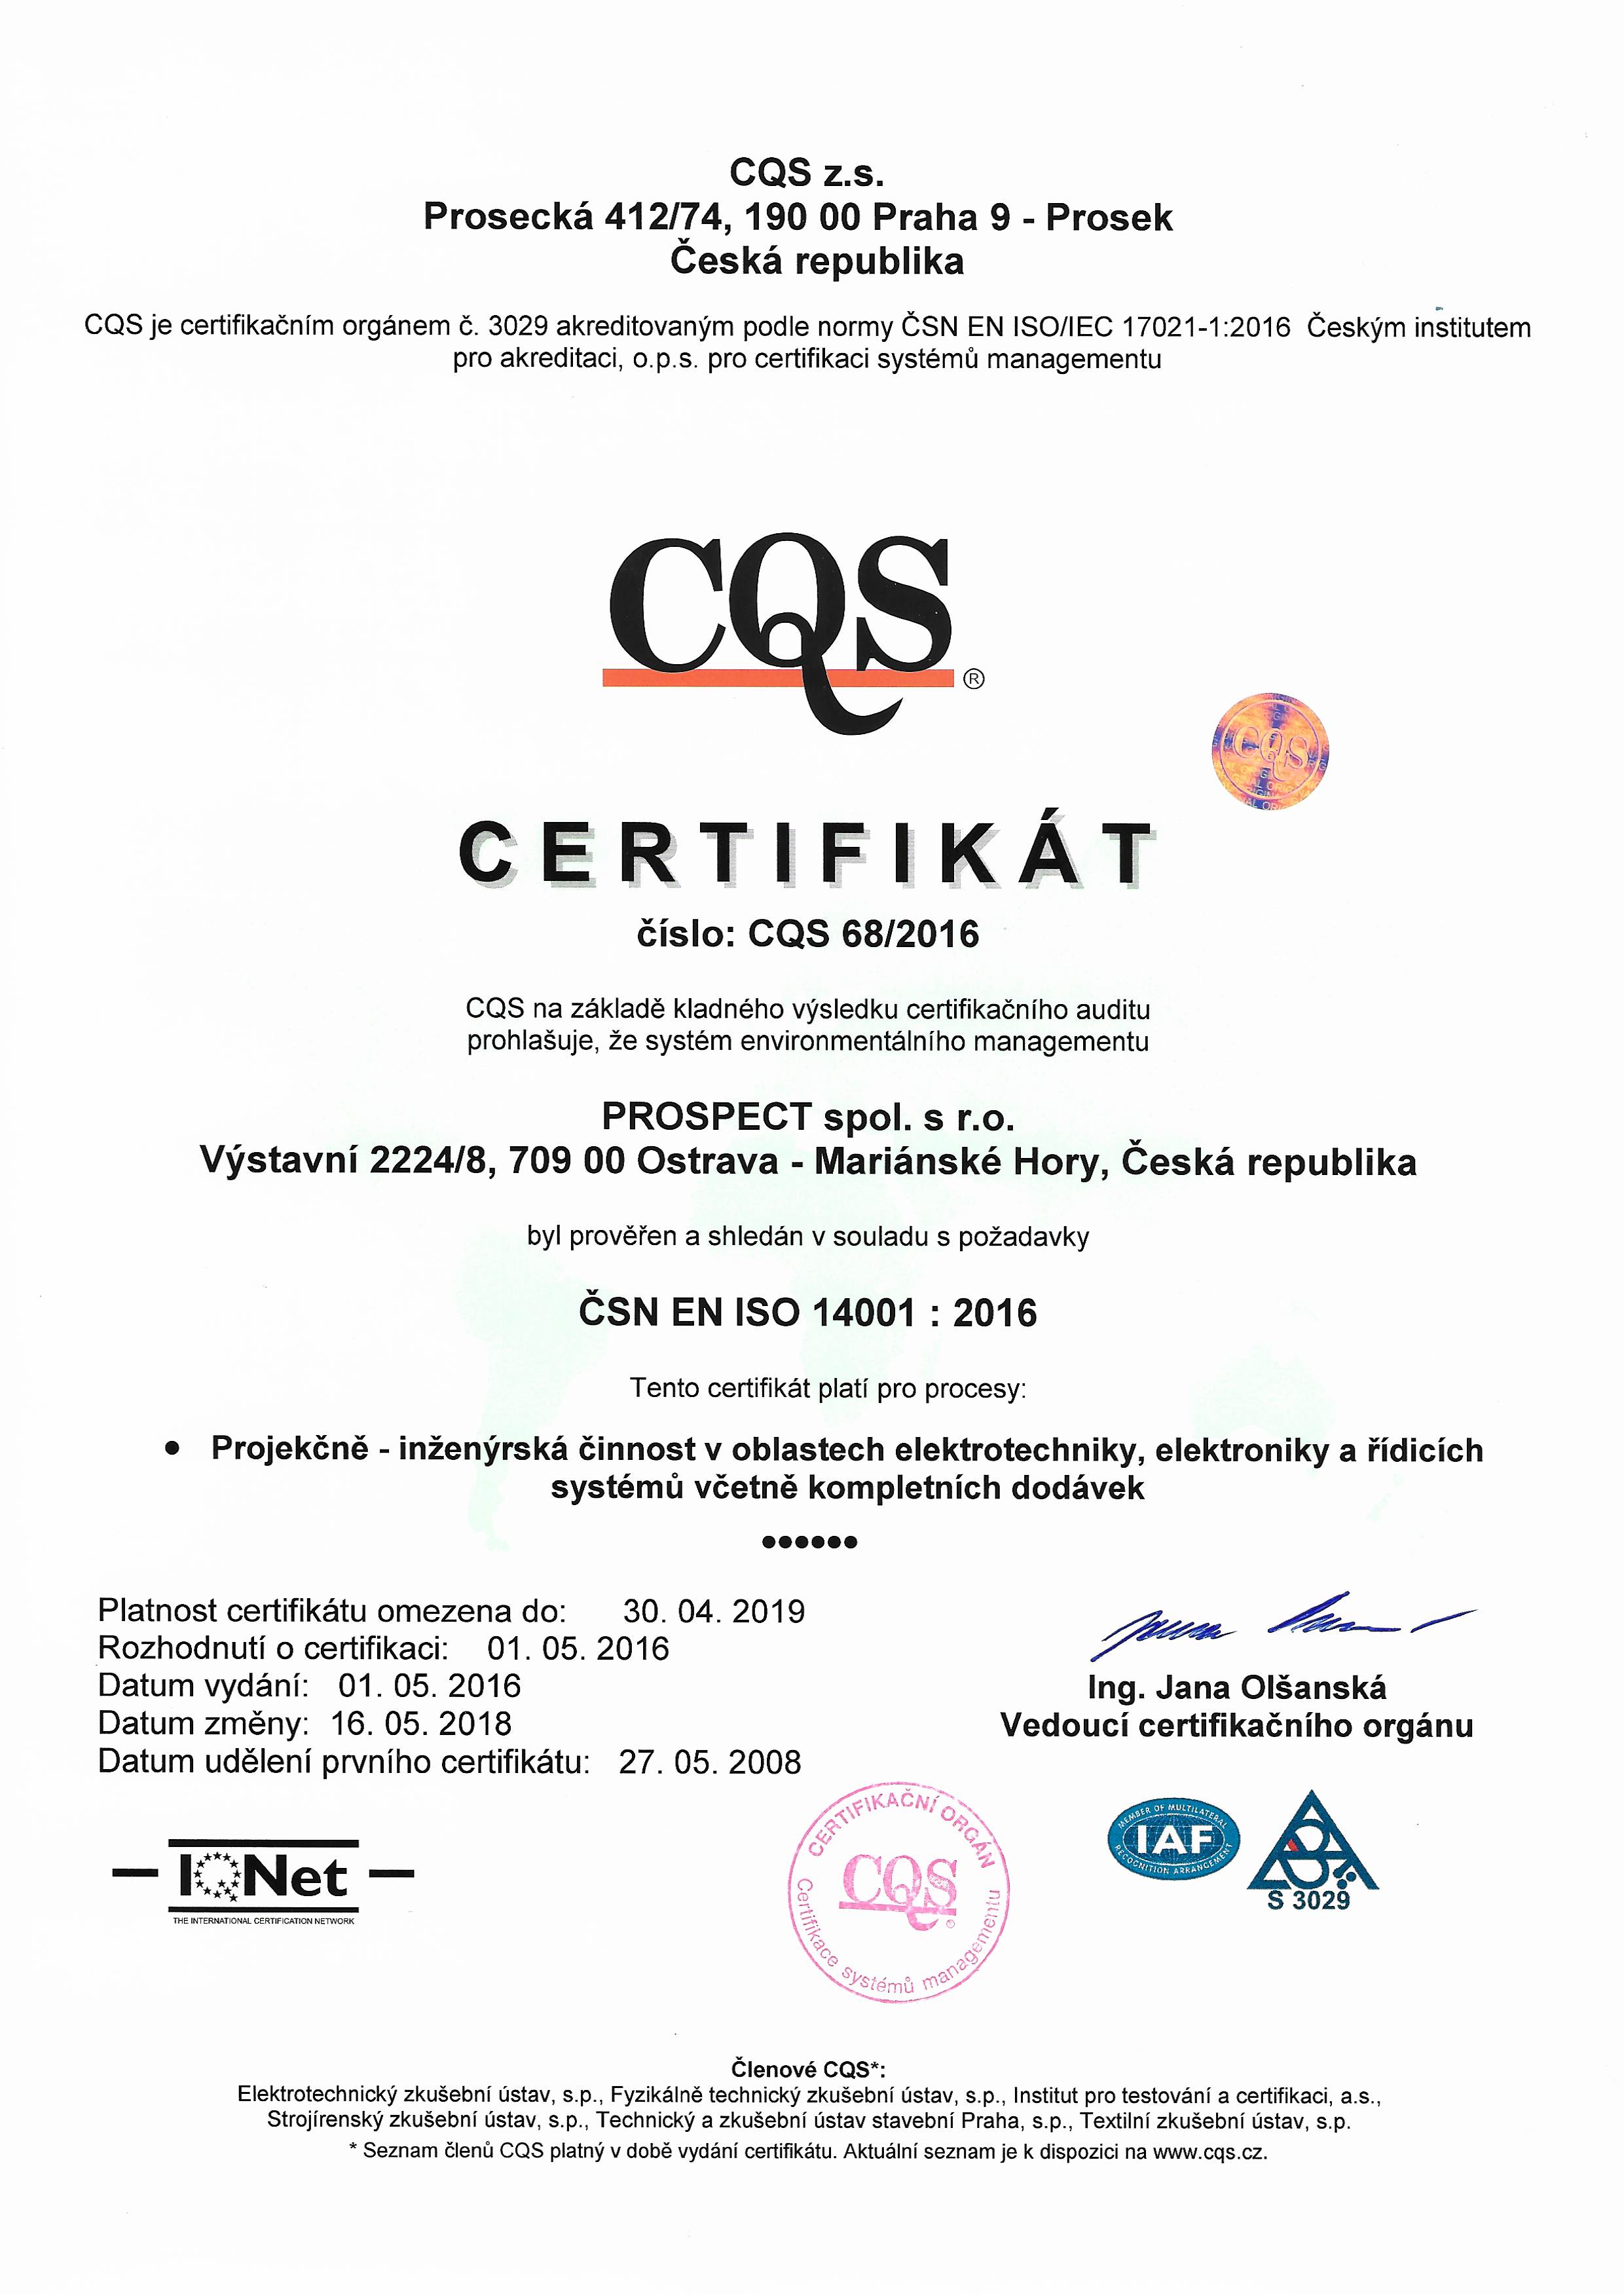 CQS z.s.
Prosecká 412/74, 190 00 Praha 9 - Prosek
Česká republika
CQS je certifikačním orgánem č. 3029 akreditovaným podle normy ČSN EN ISO/IEC 17021-1:2016 Českým institutem
pro akreditaci, o.p.s. pro certifikaci systémů managementu
CQS ®
CQS
CERTIFIKÁT
číslo: CQS 68/2016
CQS na základě kladného výsledku certifikačního auditu
prohlašuje, že systém environmentálního managementu
PROSPECT spol. s r.o.
Výstavní 2224/8, 709 00 Ostrava - Mariánské Hory, Česká republika
byl prověřen a shledán v souladu s požadavky
ČSN EN ISO 14001 : 2016
Tento certifikát platí pro procesy:
• Projekčně - inženýrská činnost v oblastech elektrotechniky, elektroniky a řídicích
systémů včetně kompletních dodávek
••••••
Platnost certifikátu omezena do: 30. 04. 2019
Rozhodnutí o certifikaci: 01. 05. 2016
Datum vydání: 01. 05. 2016
Datum změny: 16. 05. 2018
Datum udělení prvního certifikátu: 27. 05. 2008
Ing. Jana Olšanská
Vedoucí certifikačního orgánu
IQNet
THE INTERNATIONAL CERTIFICATION NETWORK
CERTIFIKAČNÍ ORGÁN
CQS ®
Certifikace systémů managementu
MEMBER OF MULTILATERAL
IAF
RECOGNITION ARRANGEMENT
S 3029
Členové CQS*:
Elektrotechnický zkušební ústav, s.p., Fyzikálně technický zkušební ústav, s.p., Institut pro testování a certifikaci, a.s.,
Strojírenský zkušební ústav, s.p., Technický a zkušební ústav stavební Praha, s.p., Textilní zkušební ústav, s.p.
* Seznam členů CQS platný v době vydání certifikátu. Aktuální seznam je k dispozici na www.cqs.cz.